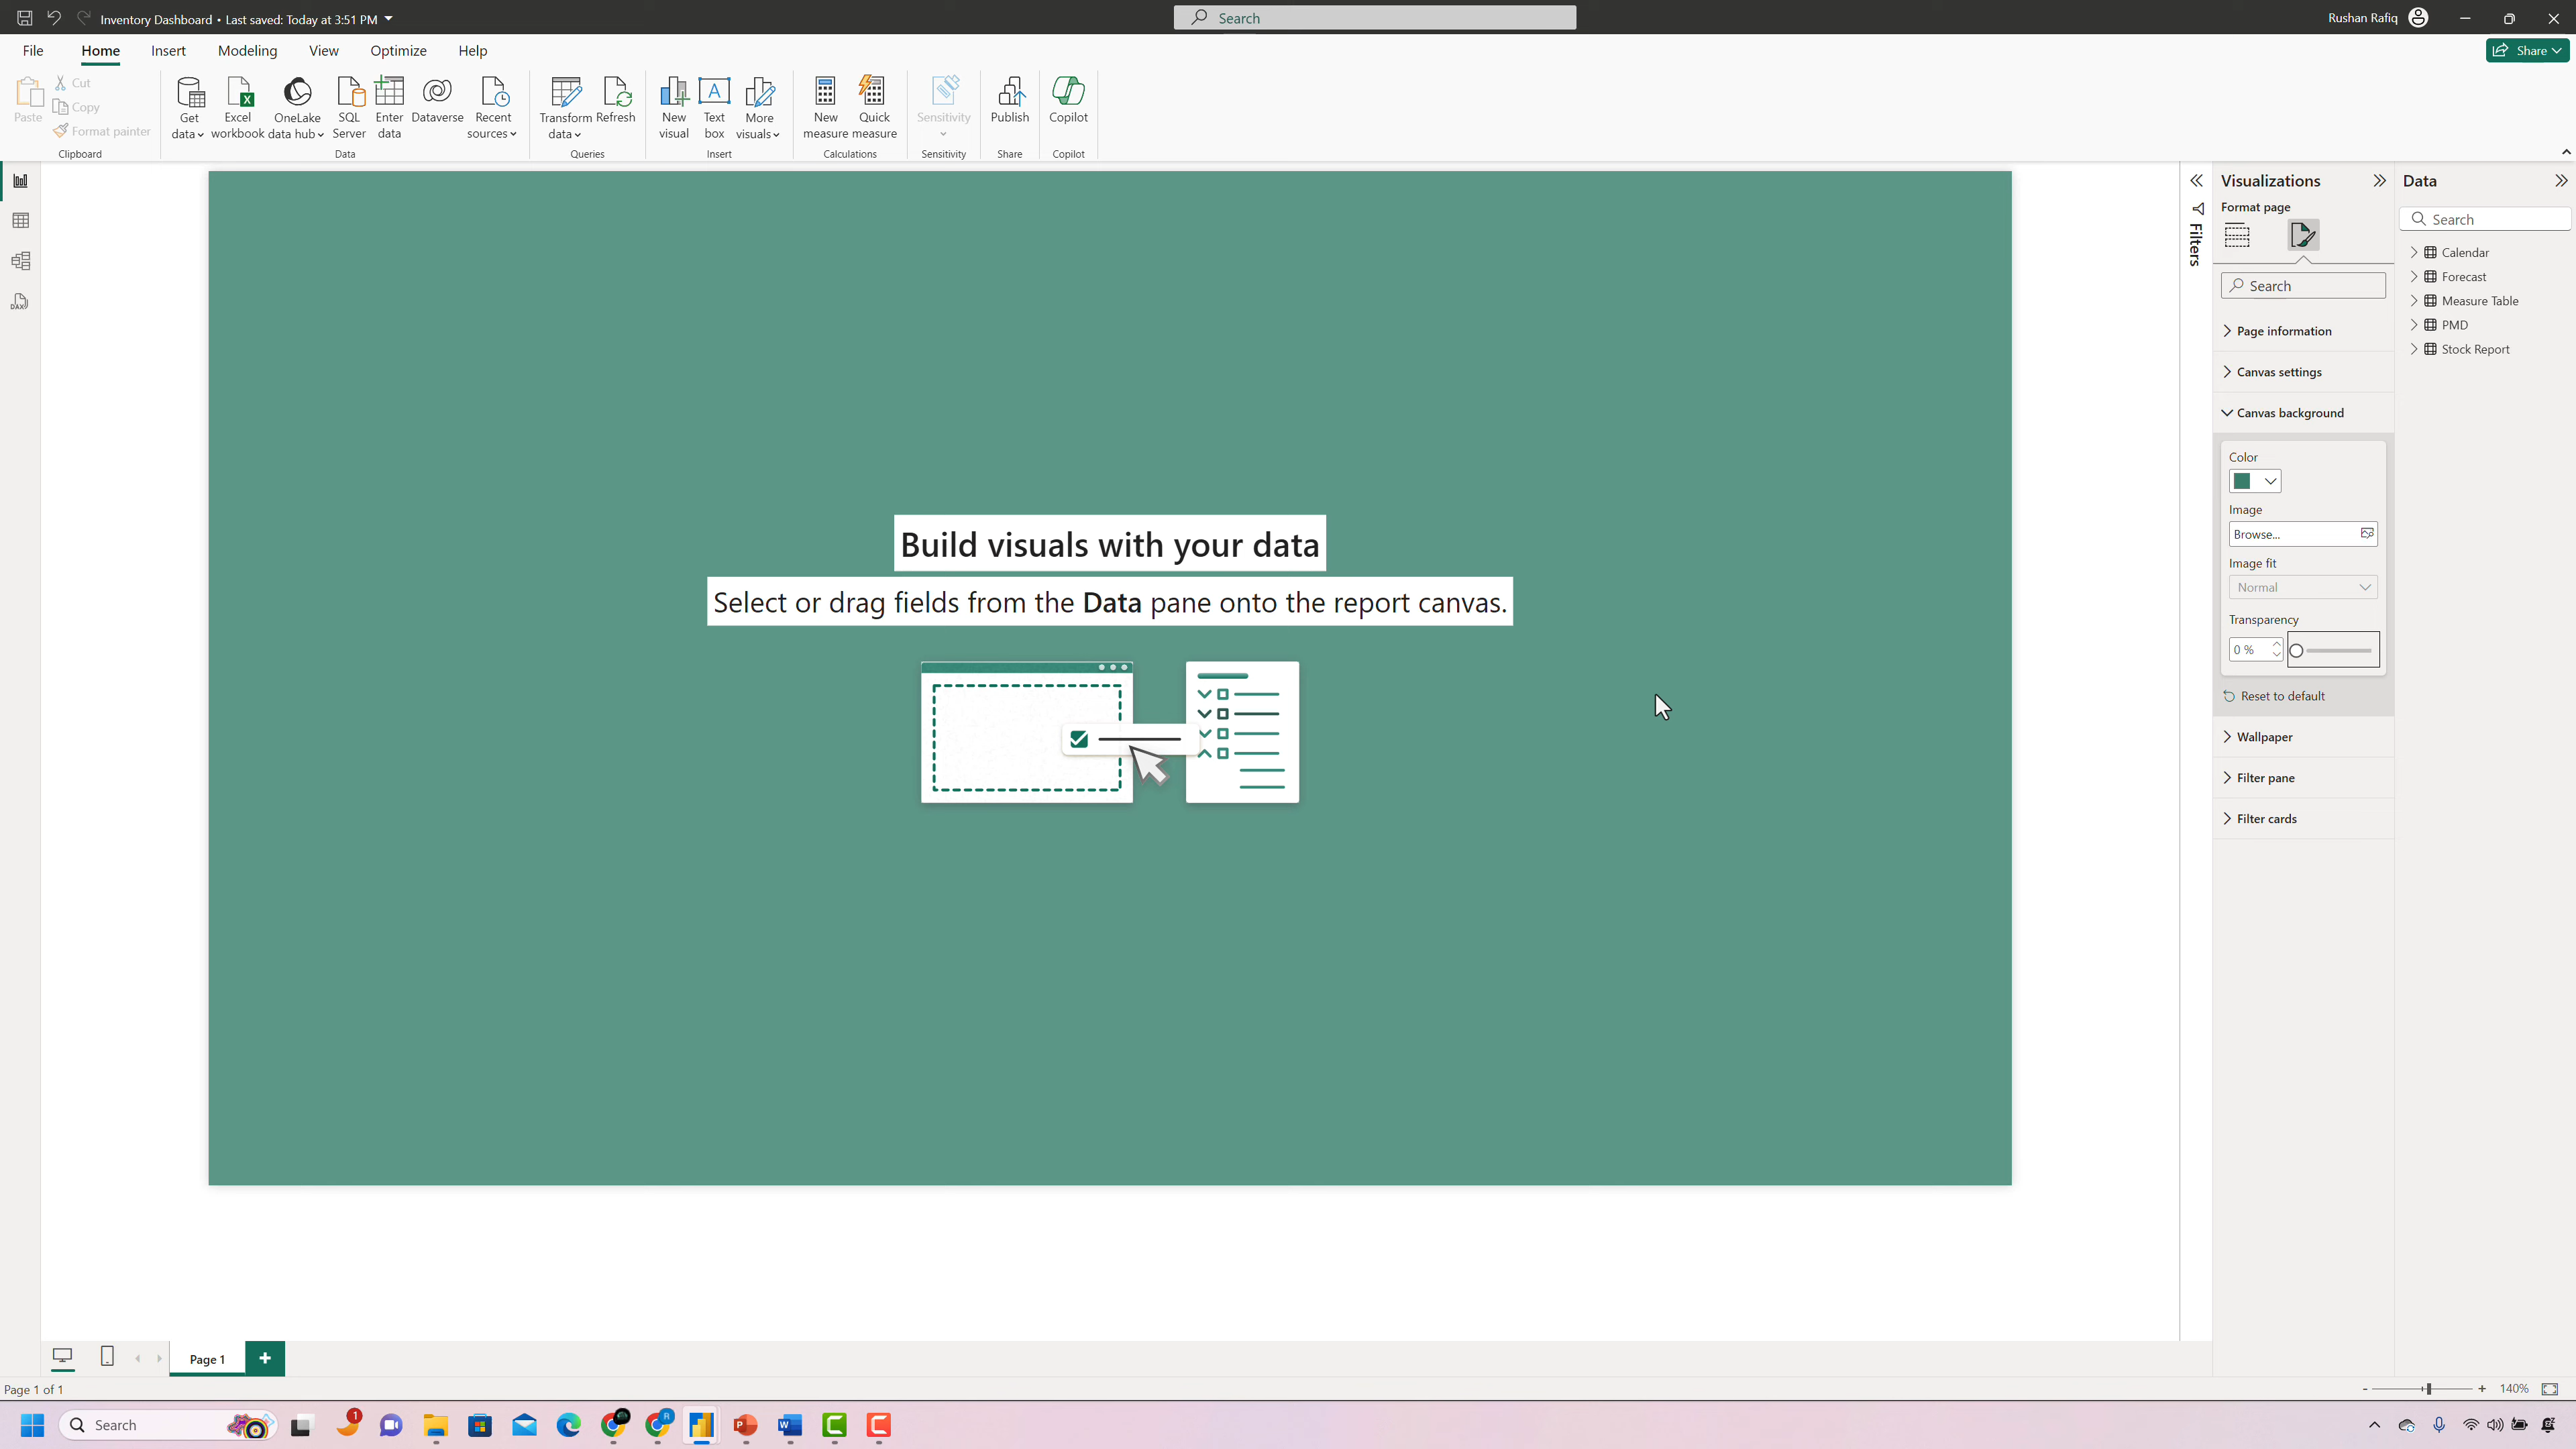 Inventory Dashboard • Last saved: Today at 3:51 PM
Search
Rushan Rafiq
File Home Insert Modeling View Optimize Help
Share
Paste
Cut
Copy
Format painter
Clipboard
Get data
Excel workbook
OneLake data hub
SQL Server
Enter data
Dataverse
Recent sources
Data
Transform data
Refresh
Queries
New visual
Text box
More visuals
Insert
New measure
Quick measure
Calculations
Sensitivity
Sensitivity
Publish
Share
Copilot
Copilot
DAX
Build visuals with your data
Select or drag fields from the Data pane onto the report canvas.
Filters
Visualizations
Format page
Search
Page information
Canvas settings
Canvas background
Color
Image
Browse...
Image fit
Normal
Transparency
0 %
Reset to default
Wallpaper
Filter pane
Filter cards
Data
Search
Calendar
Forecast
Measure Table
PMD
Stock Report
Page 1
+
Page 1 of 1
- + 140%
Search
1
R
P
W
C
C